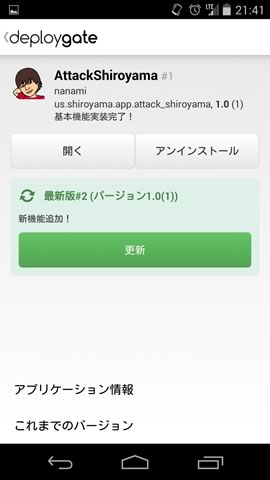 LTE 21:41
deploygate
AttackShiroyama #1
nanami
us.shiroyama.app.attack_shiroyama, 1.0 (1)
基本機能実装完了！
開く
アンインストール
最新版#2 (バージョン1.0(1))
新機能追加！
更新
アプリケーション情報
これまでのバージョン